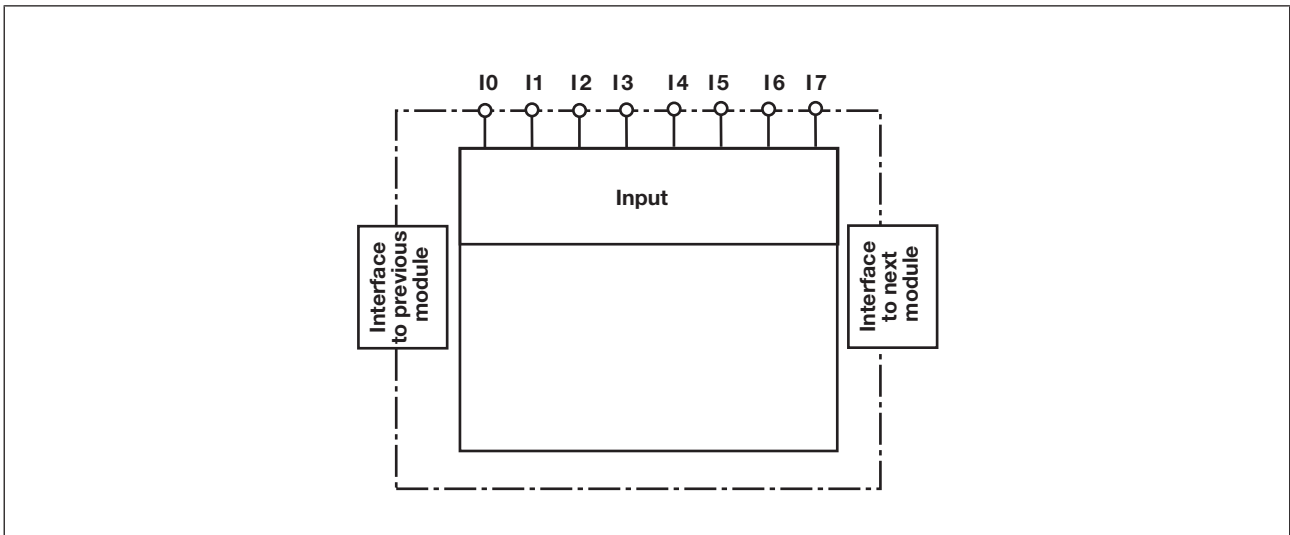 I0 I1 I2 I3 I4 I5 I6 I7
Input
Interface
to previous
module
Interface
to next
module